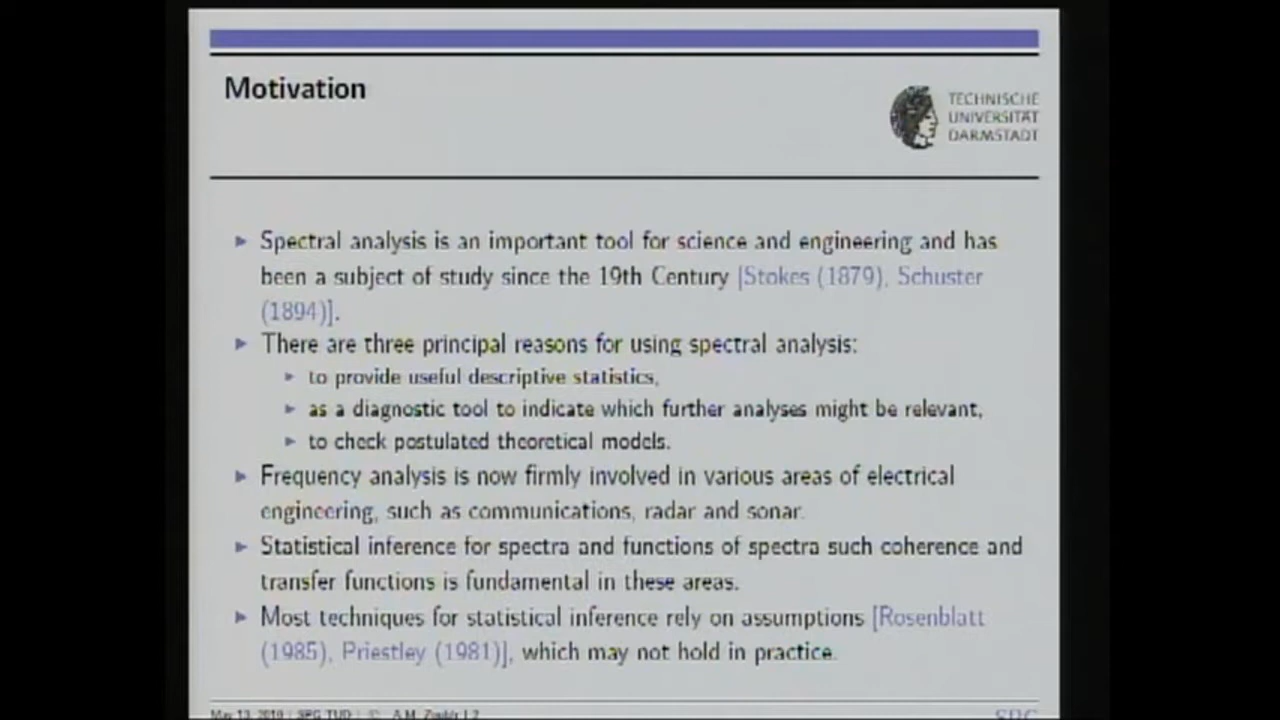 Motivation
TECHNISCHE
UNIVERSITÄT
DARMSTADT
Spectral analysis is an important tool for science and engineering and has
been a subject of study since the 19th Century [Stokes (1879), Schuster
(1894)].
There are three principal reasons for using spectral analysis:
to provide useful descriptive statistics,
as a diagnostic tool to indicate which further analyses might be relevant,
to check postulated theoretical models.
Frequency analysis is now firmly involved in various areas of electrical
engineering, such as communications, radar and sonar.
Statistical inference for spectra and functions of spectra such coherence and
transfer functions is fundamental in these areas.
Most techniques for statistical inference rely on assumptions [Rosenblatt
(1985), Priestley (1981)], which may not hold in practice.
SPG TUD | © A.M. Zoubir | 2
SPG